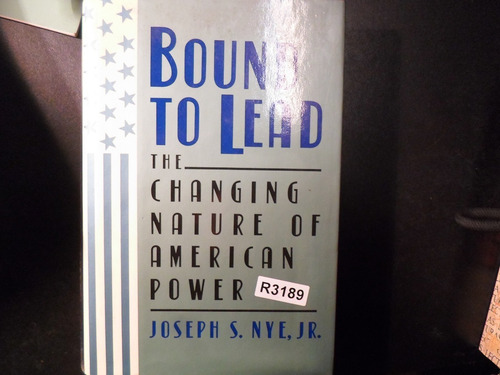 BOUND
TO LEAD
THE
CHANGING
NATURE OF
AMERICAN
POWER
R3189
JOSEPH S. NYE, JR.